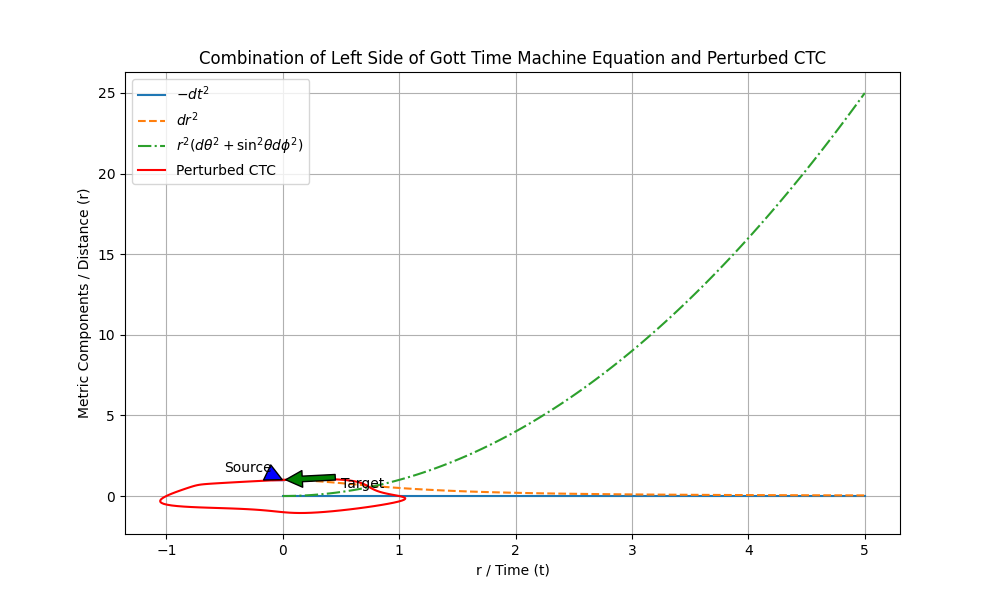 Combination of Left Side of Gott Time Machine Equation and Perturbed CTC
−dt²
dr²
r²(dθ² + sin²θdϕ²)
Perturbed CTC
Metric Components / Distance (r)
25
20
15
10
5
0
Source
Target
−1
0
1
2
3
4
5
r / Time (t)